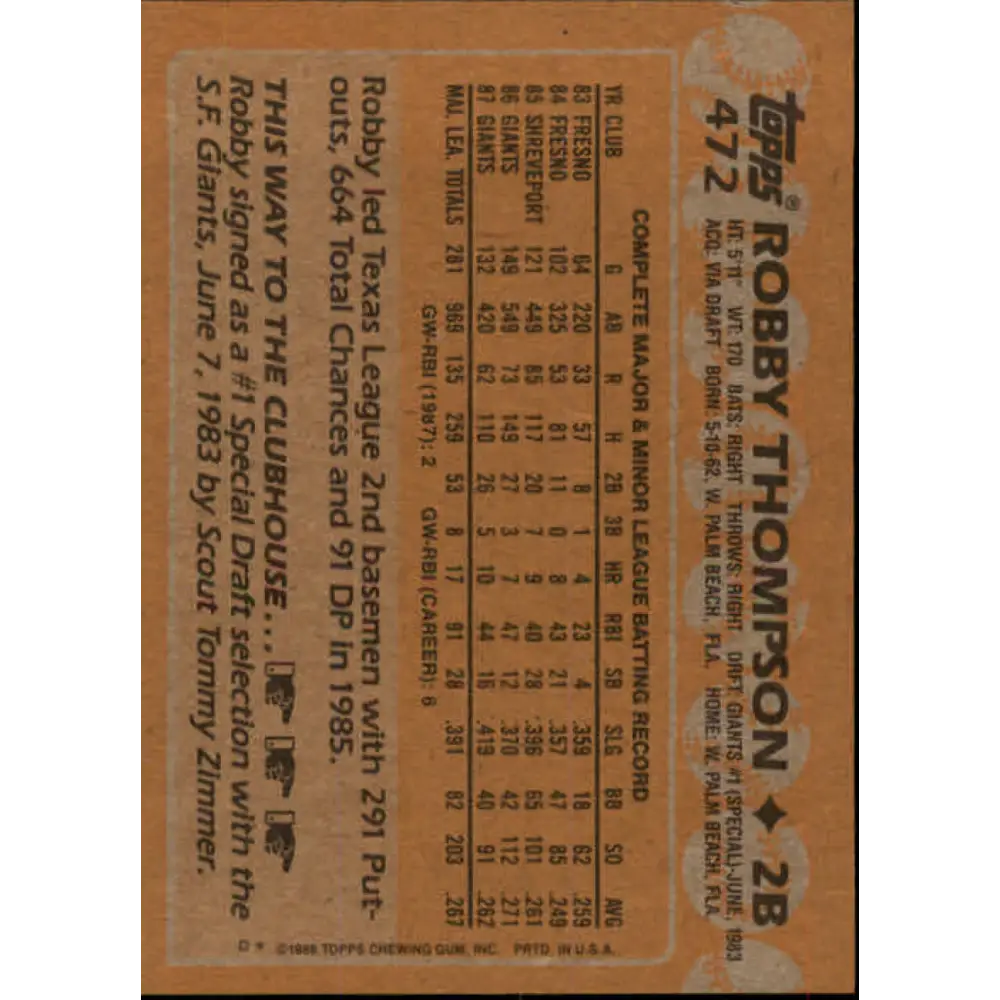 Topps® ROBBY THOMPSON ♦ 2B
472 HT: 5'11" WT: 170 BATS: RIGHT THROWS: RIGHT DRFT: GIANTS #1 (SPECIAL)-JUNE, 1983
ACQ: VIA DRAFT BORN: 5-10-62, W. PALM BEACH, FLA. HOME: W. PALM BEACH, FLA.
COMPLETE MAJOR & MINOR LEAGUE BATTING RECORD
YR CLUB G AB R H 2B 3B HR RBI SB SLG BB SO AVG
83 FRESNO 64 220 33 57 8 1 4 23 4 .359 18 62 .259
84 FRESNO 102 325 53 81 11 0 8 43 21 .357 47 85 .249
85 SHREVEPORT 121 449 85 117 20 7 9 40 28 .396 65 101 .261
86 GIANTS 149 549 73 149 27 3 7 47 12 .370 42 112 .271
87 GIANTS 132 420 62 110 26 5 10 44 16 .419 40 91 .262
MAJ. LEA. TOTALS 281 969 135 259 53 8 17 91 28 .391 82 203 .267
GW-RBI (1987): 2 GW-RBI (CAREER): 6
Robby led Texas League 2nd basemen with 291 Put-
outs, 664 Total Chances and 91 DP in 1985.
THIS WAY TO THE CLUBHOUSE...
Robby signed as a #1 Special Draft selection with the
S.F. Giants, June 7, 1983 by Scout Tommy Zimmer.
D* ©1988 TOPPS CHEWING GUM, INC. PRTD. IN U.S.A.